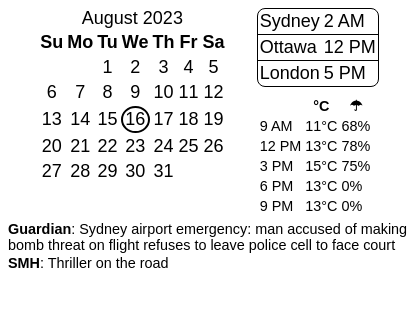 August 2023
Su Mo Tu We Th Fr Sa
1 2 3 4 5
6 7 8 9 10 11 12
13 14 15 16 17 18 19
20 21 22 23 24 25 26
27 28 29 30 31
Sydney 2 AM
Ottawa 12 PM
London 5 PM
°C ☂
9 AM 11°C 68%
12 PM 13°C 78%
3 PM 15°C 75%
6 PM 13°C 0%
9 PM 13°C 0%
Guardian: Sydney airport emergency: man accused of making
bomb threat on flight refuses to leave police cell to face court
SMH: Thriller on the road